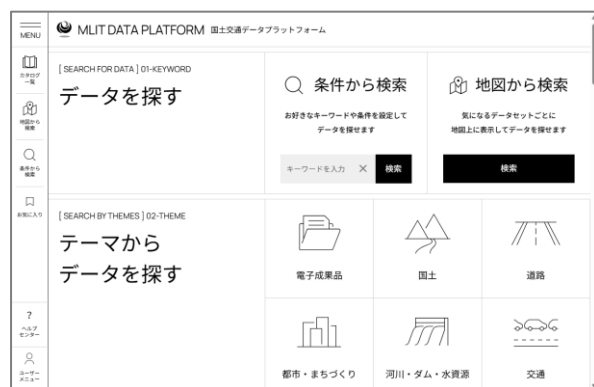 MENU
MLIT DATA PLATFORM 国土交通データプラットフォーム
カタログ
一覧
地図から
検索
条件から
検索
お気に入り
?
ヘルプ
センター
ユーザー
メニュー
[ SEARCH FOR DATA ] 01-KEYWORD
データを探す
条件から検索
お好きなキーワードや条件を設定して
データを探せます
キーワードを入力 × 検索
地図から検索
気になるデータセットごとに
地図上に表示してデータを探せます
検索
[ SEARCH BY THEMES ] 02-THEME
テーマから
データを探す
電子成果品
国土
道路
都市・まちづくり
河川・ダム・水資源
交通